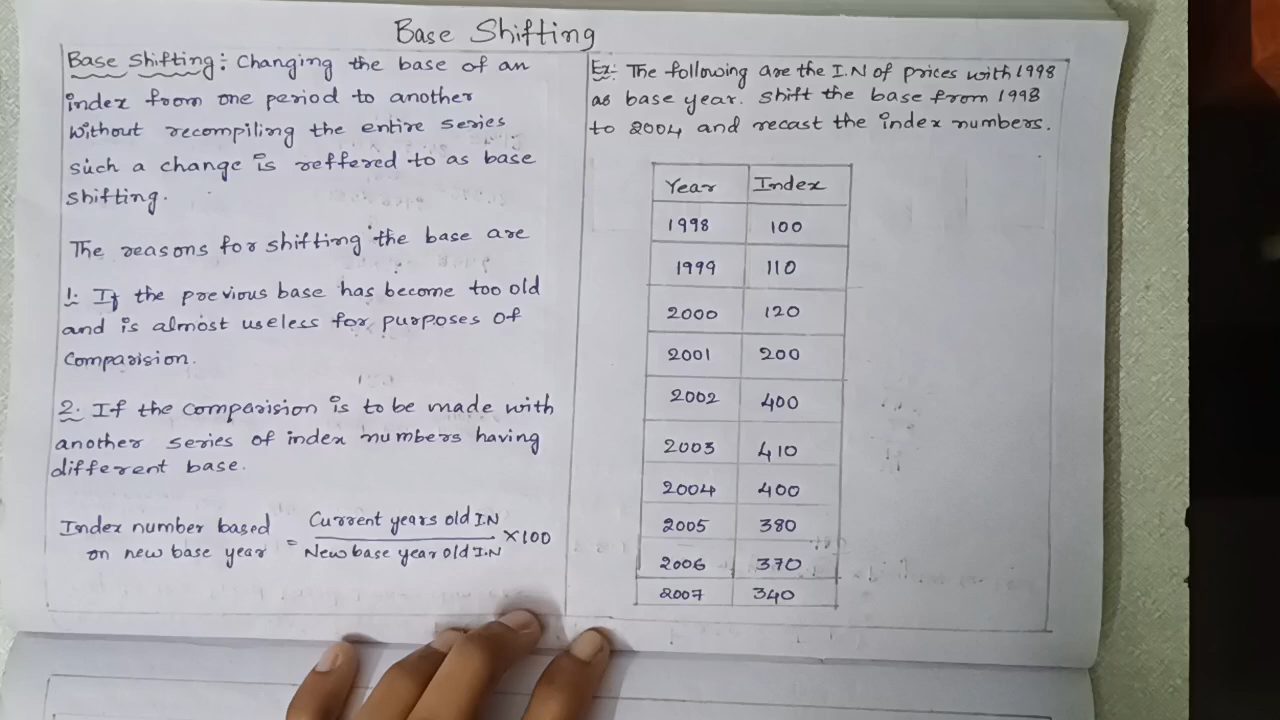 Base Shifting
Base Shifting: Changing the base of an
index from one period to another
without recompiling the entire series
such a change is reffered to as base
shifting.
The reasons for shifting the base are
1. If the previous base has become too old
and is almost useless for purposes of
Comparision.
2. If the comparision is to be made with
another series of index numbers having
different base.
Index number based on new base year = Current years old I.N / New base year old I.N × 100
Ex: The following are the I.N of prices with 1998
as base year. Shift the base from 1998
to 2004 and recast the index numbers.
Year Index
1998 100
1999 110
2000 120
2001 200
2002 400
2003 410
2004 400
2005 380
2006 370
2007 340